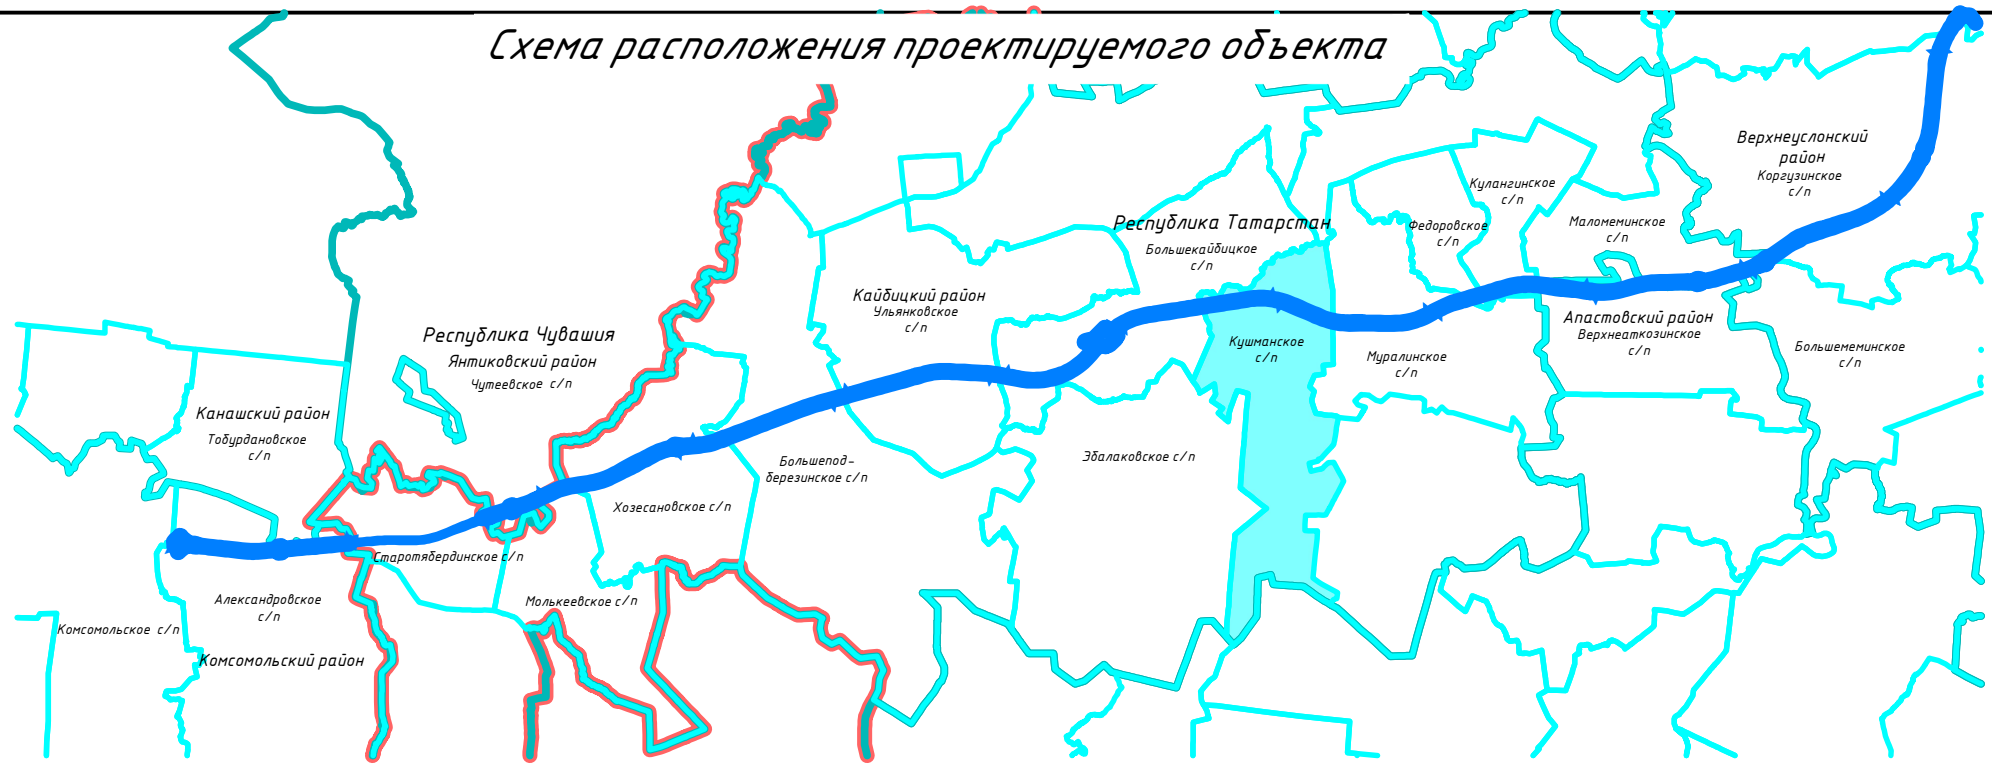 Схема расположения проектируемого объекта
Верхнеуслонский
район
Коргузинское
с/п
Кулангинское
с/п
Маломеминское
с/п
Федоровское
с/п
Республика Татарстан
Большекайбицкое
с/п
Кайбицкий район
Ульянковское
с/п
Апастовский район
Верхнеаткозинское
с/п
Республика Чувашия
Янтиковский район
Чутеевское с/п
Кушманское
с/п
Муралинское
с/п
Большемеминское
с/п
Канашский район
Тобурдановское
с/п
Большепод-
березинское с/п
Эбалаковское с/п
Хозесановское с/п
Старотябердинское с/п
Александровское
с/п
Молькеевское с/п
Комсомольское с/п
Комсомольский район